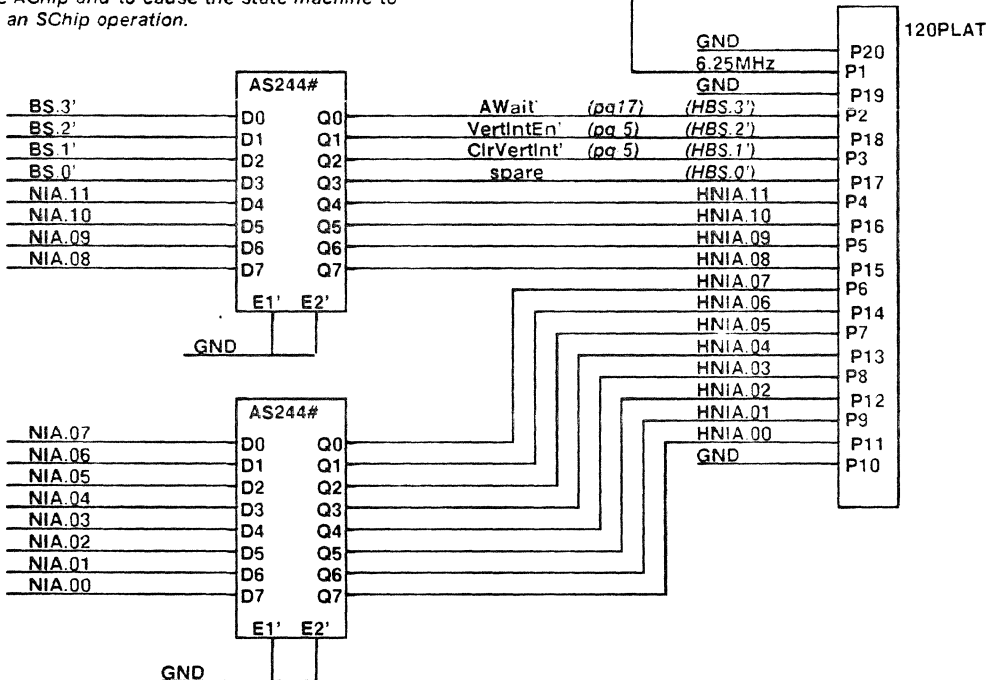 e AChip and to cause the state machine to
an SChip operation.
120PLAT
GND P20
6.25MHz P1
GND P19
AS244#
BS.3' D0 Q0 AWait' (pg17) (HBS.3') P2
BS.2' D1 Q1 VertIntEn' (pg 5) (HBS.2') P18
BS.1' D2 Q2 ClrVertInt' (pg 5) (HBS.1') P3
BS.0' D3 Q3 spare (HBS.0') P17
NIA.11 D4 Q4 HNIA.11 P4
NIA.10 D5 Q5 HNIA.10 P16
NIA.09 D6 Q6 HNIA.09 P5
NIA.08 D7 Q7 HNIA.08 P15
HNIA.07 P6
E1' E2' HNIA.06 P14
HNIA.05 P7
GND HNIA.04 P13
HNIA.03 P8
HNIA.02 P12
AS244# HNIA.01 P9
NIA.07 D0 Q0 HNIA.00 P11
NIA.06 D1 Q1 GND P10
NIA.05 D2 Q2
NIA.04 D3 Q3
NIA.03 D4 Q4
NIA.02 D5 Q5
NIA.01 D6 Q6
NIA.00 D7 Q7
E1' E2'
GND